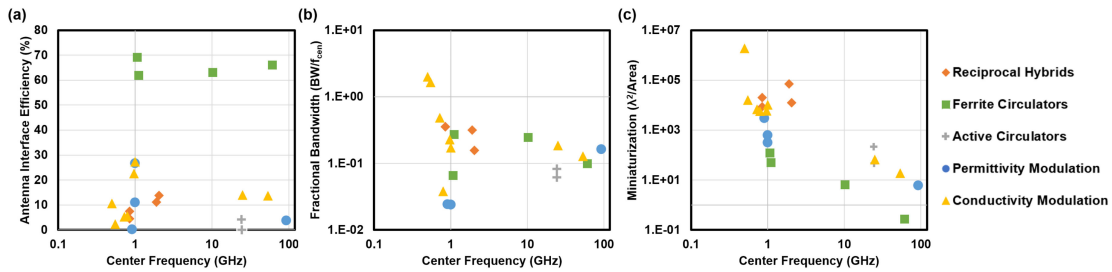 (a)
Antenna Interface Efficiency (%)
80
70
60
50
40
30
20
10
0
0.1
1
10
100
Center Frequency (GHz)
(b)
Fractional Bandwidth (BW/fcen)
1.E+01
1.E+00
1.E-01
1.E-02
0.1
1
10
100
Center Frequency (GHz)
(c)
Miniaturization (λ²/Area)
1.E+07
1.E+05
1.E+03
1.E+01
1.E-01
0.1
1
10
100
Center Frequency (GHz)
Reciprocal Hybrids
Ferrite Circulators
Active Circulators
Permittivity Modulation
Conductivity Modulation